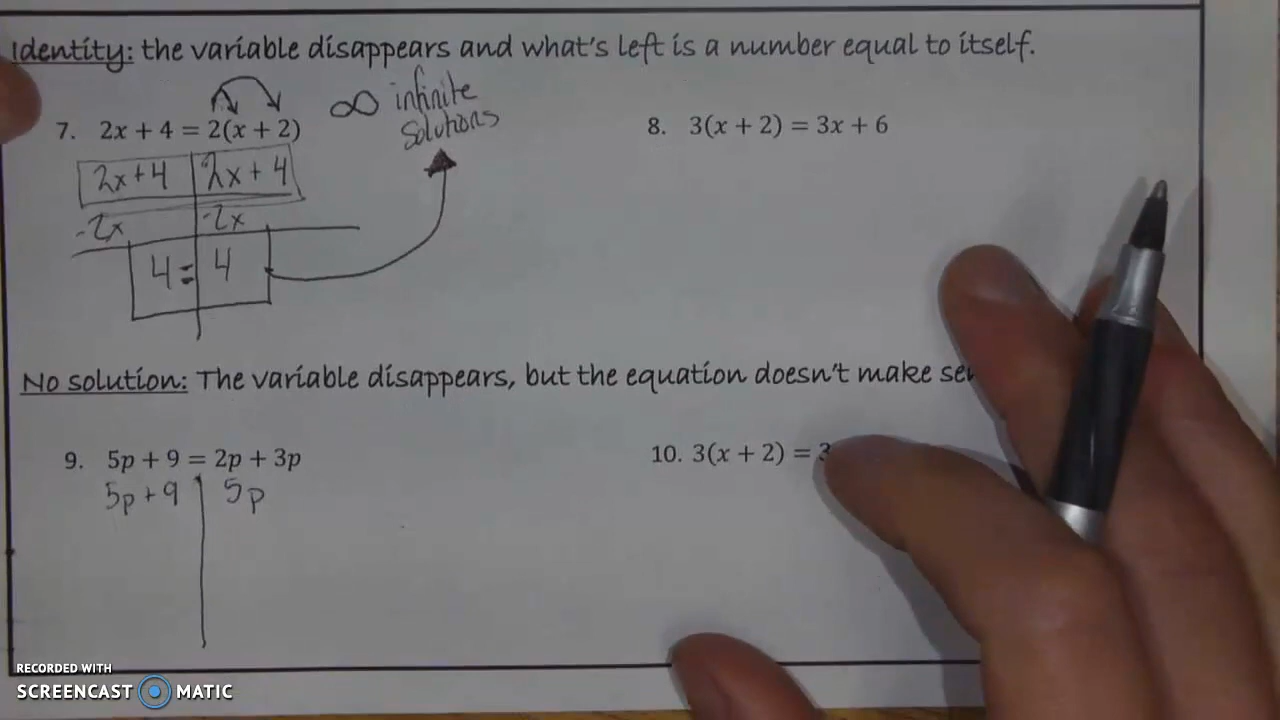 Identity: the variable disappears and what's left is a number equal to itself.
∞ infinite
solutions
7. 2x + 4 = 2(x + 2)
2x+4 2x + 4
-2x -2x
4 = 4
8. 3(x + 2) = 3x + 6
No solution: The variable disappears, but the equation doesn't make
9. 5p + 9 = 2p + 3p
5p + 9 5p
10. 3(x + 2) = 3
RECORDED WITH
SCREENCAST MATIC